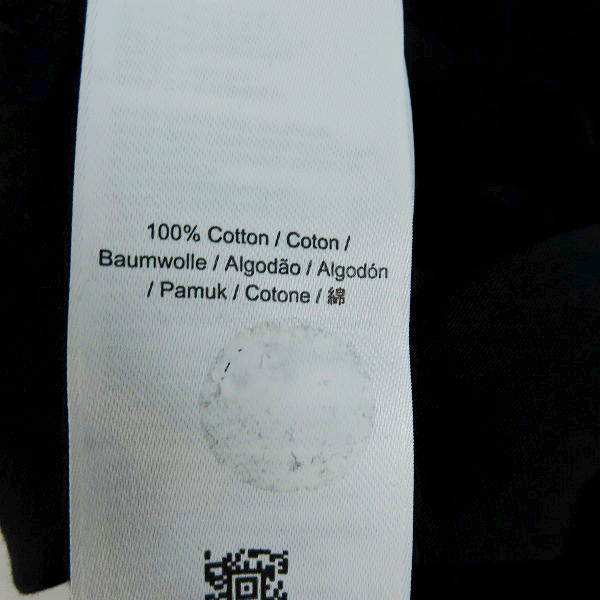 100% Cotton / Coton /
Baumwolle / Algodão / Algodón
/ Pamuk / Cotone / 綿